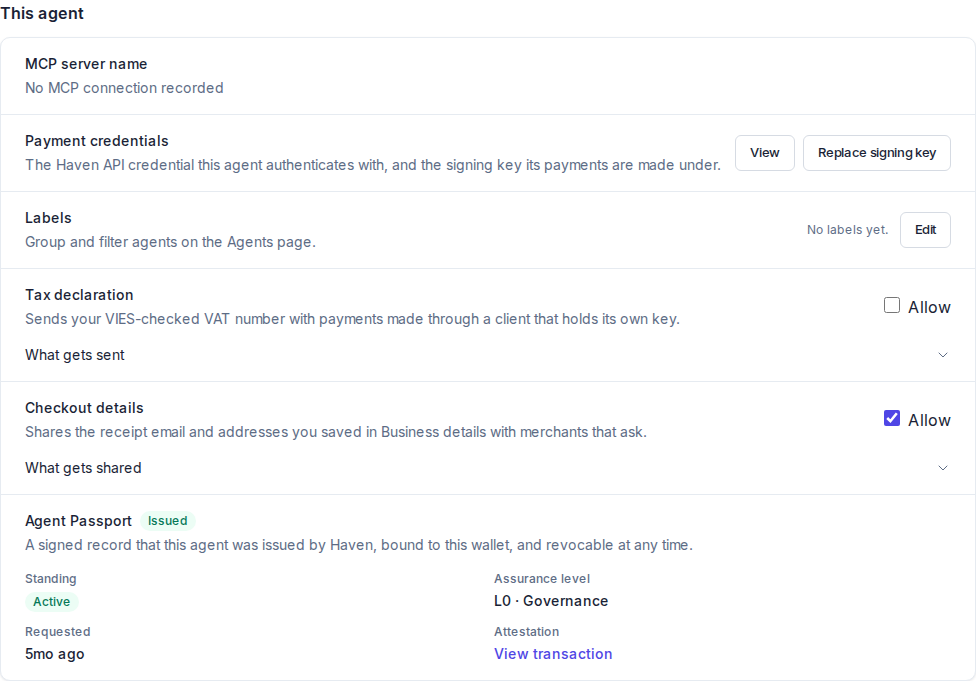 This agent
MCP server name
No MCP connection recorded
Payment credentials
The Haven API credential this agent authenticates with, and the signing key its payments are made under.
View
Replace signing key
Labels
Group and filter agents on the Agents page.
No labels yet.
Edit
Tax declaration
Sends your VIES-checked VAT number with payments made through a client that holds its own key.
Allow
What gets sent
Checkout details
Shares the receipt email and addresses you saved in Business details with merchants that ask.
Allow
What gets shared
Agent Passport
Issued
A signed record that this agent was issued by Haven, bound to this wallet, and revocable at any time.
Standing
Active
Assurance level
L0 · Governance
Requested
5mo ago
Attestation
View transaction